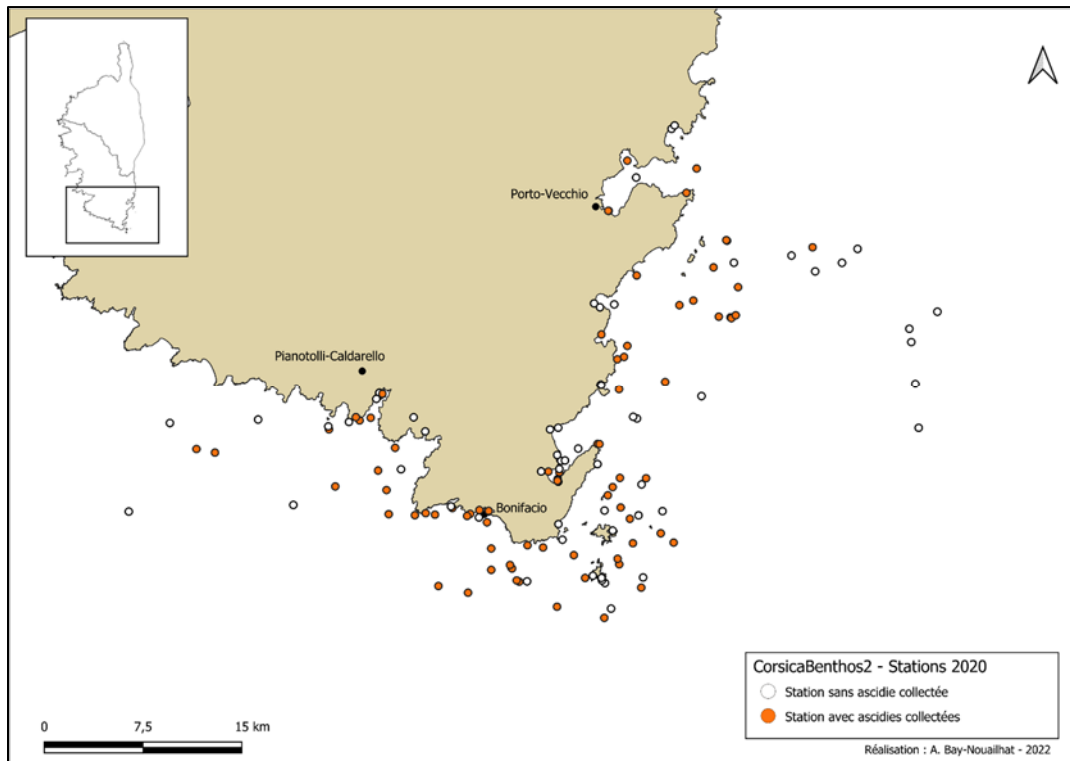 Porto-Vecchio
Pianotolli-Caldarello
Bonifacio
CorsicaBenthos2 - Stations 2020
Station sans ascidie collectée
Station avec ascidies collectées
0 7,5 15 km
Réalisation : A. Bay-Nouailhat - 2022